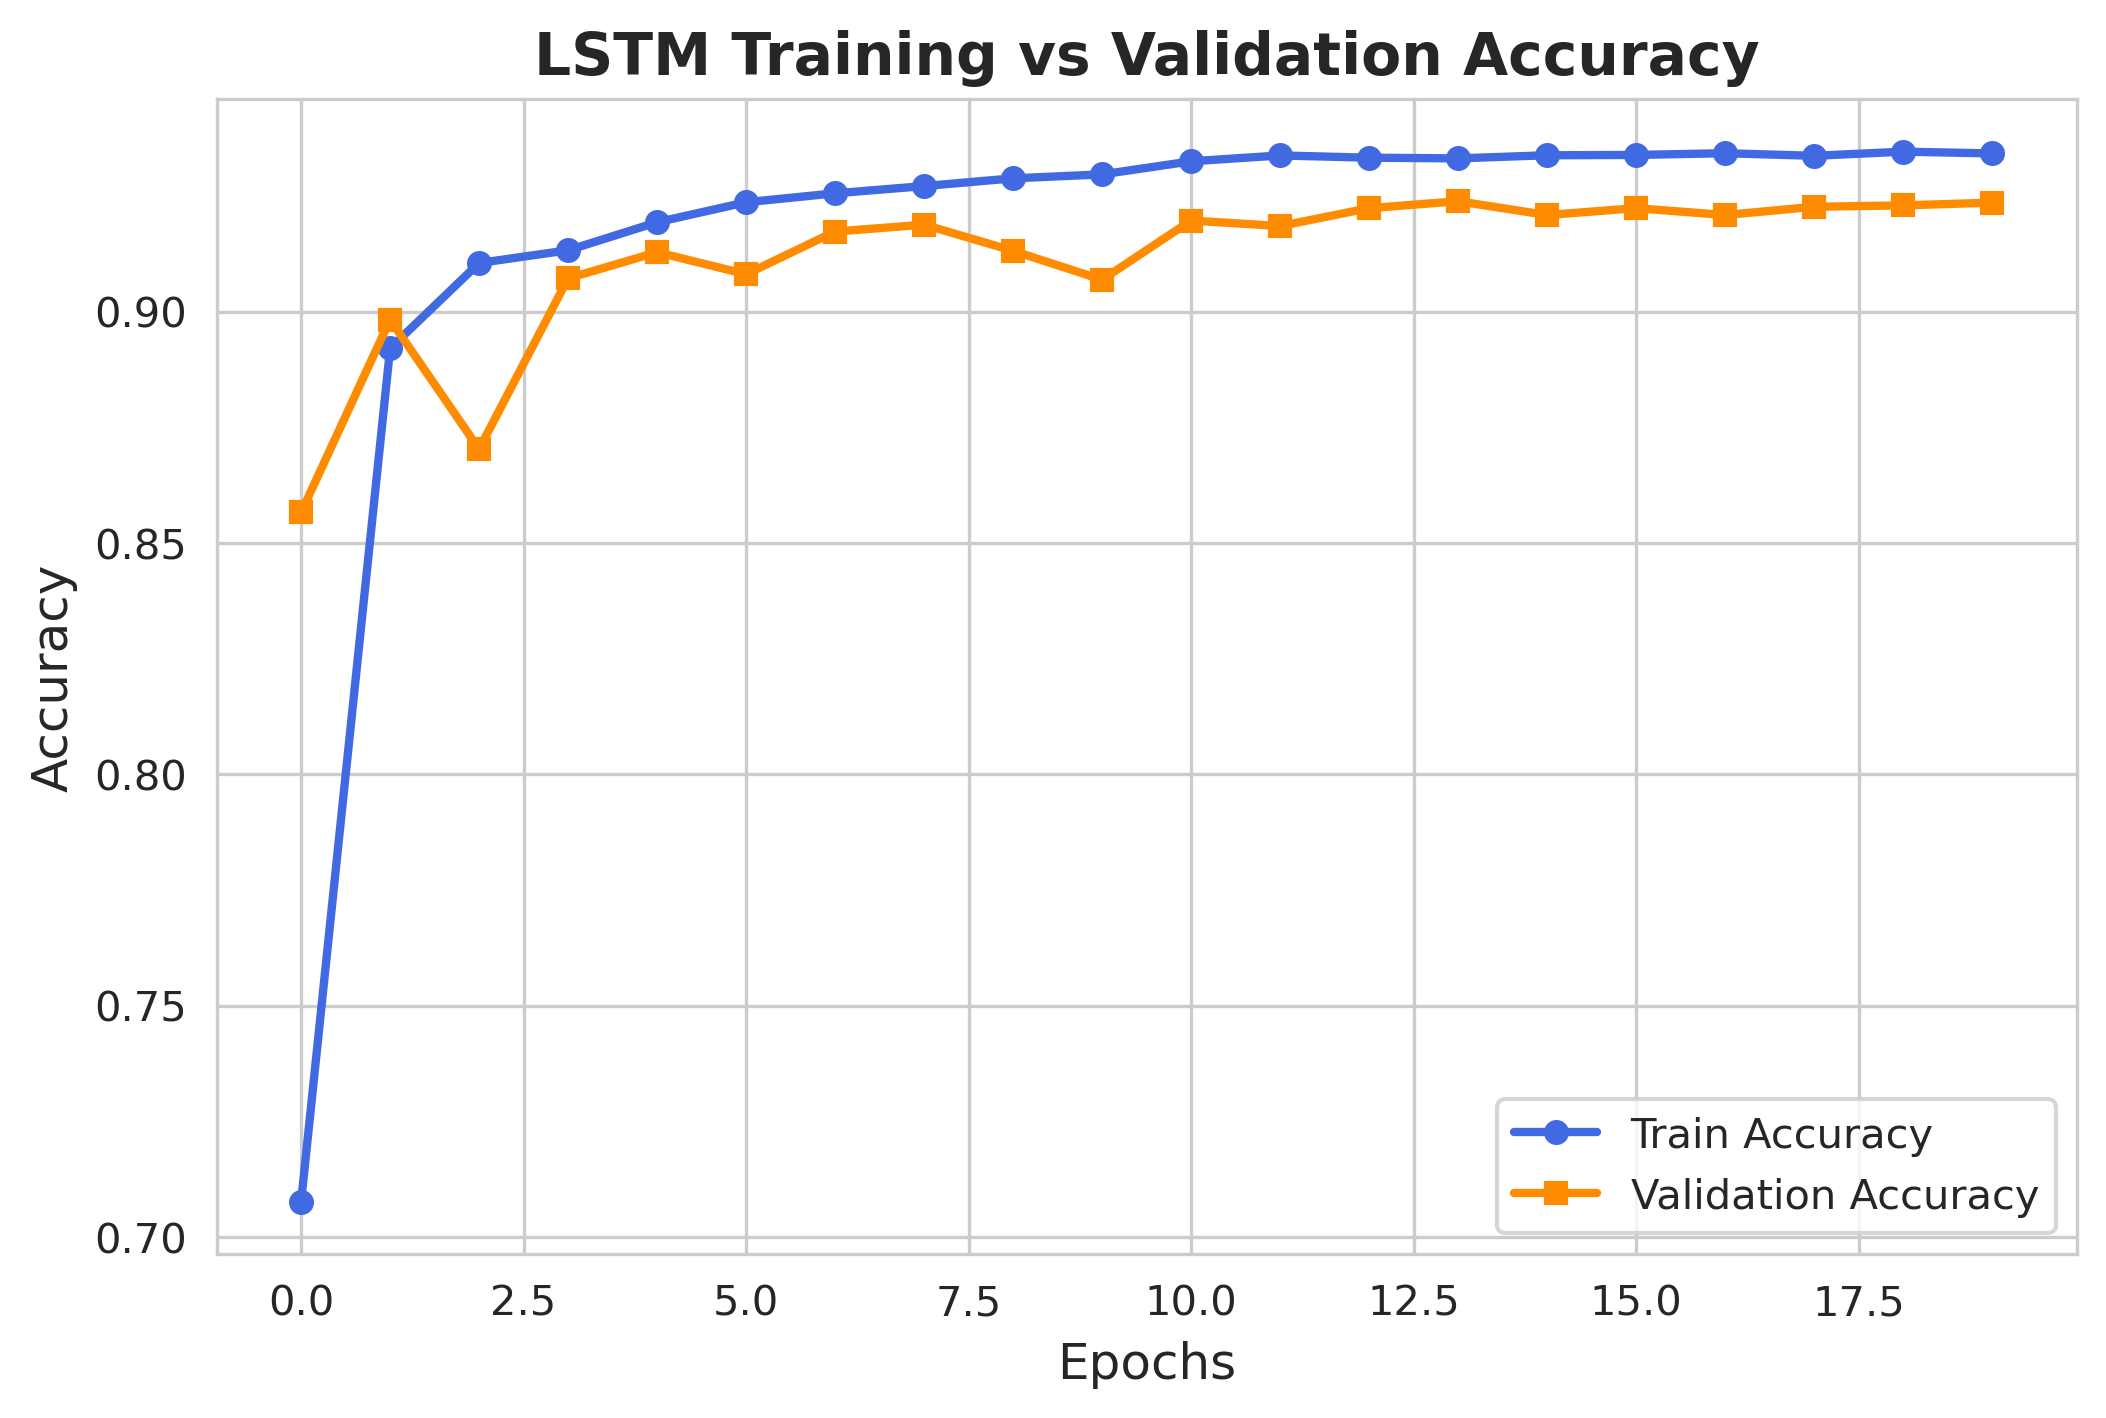 LSTM Training vs Validation Accuracy
Accuracy
0.90
0.85
0.80
0.75
0.70
0.0 2.5 5.0 7.5 10.0 12.5 15.0 17.5
Epochs
Train Accuracy
Validation Accuracy